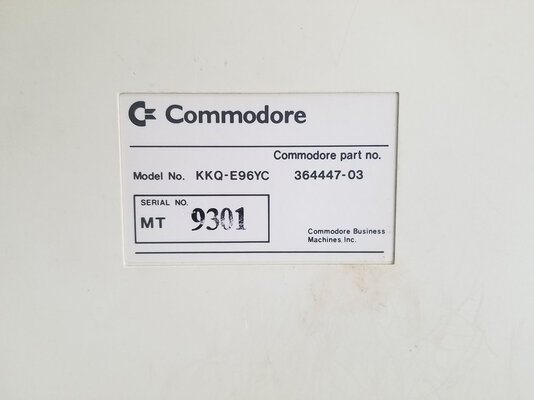 Commodore
Commodore part no.
Model No. KKQ-E96YC 364447-03
SERIAL NO.
MT 9301
Commodore Business
Machines, Inc.